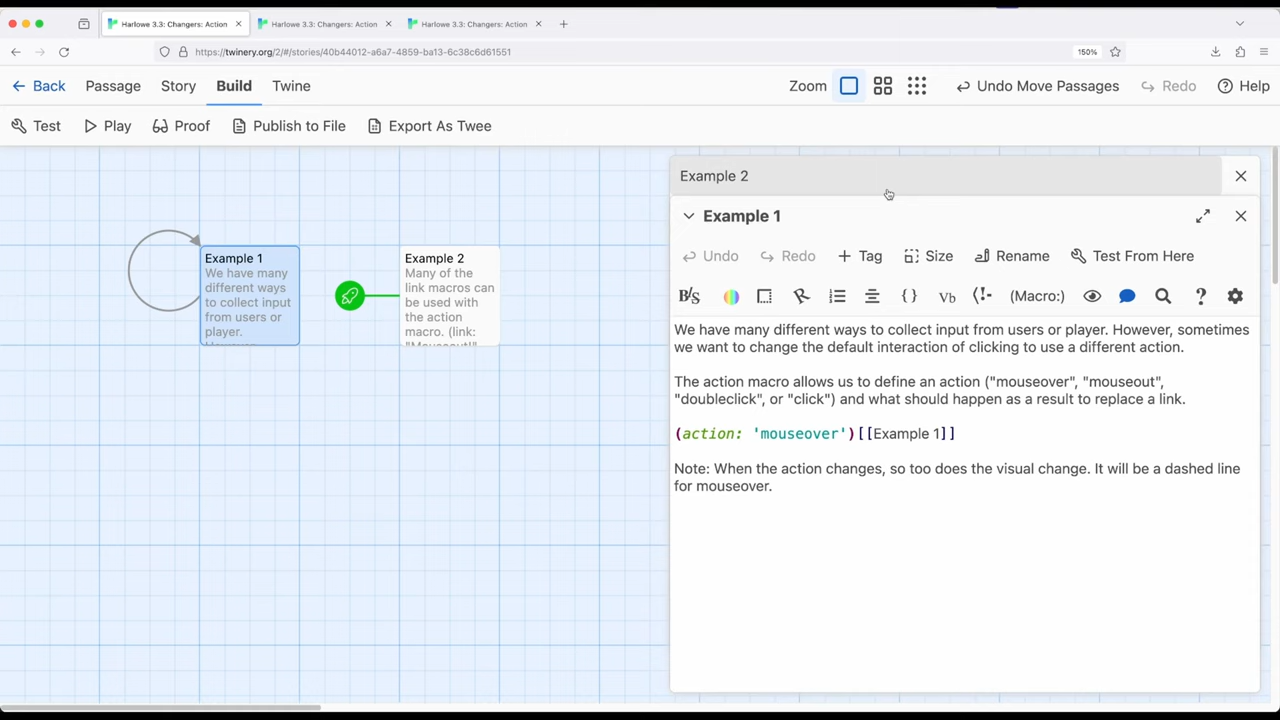 Harlowe 3.3: Changers: Action
Harlowe 3.3: Changers: Action
Harlowe 3.3: Changers: Action
https://twinery.org/2/#/stories/40b44012-a6a7-4859-ba13-6c38c6d61551
150%
Back
Passage
Story
Build
Twine
Zoom
Undo Move Passages
Redo
Help
Test
Play
Proof
Publish to File
Export As Twee
Example 1
We have many
different ways
to collect input
from users or
player.
However,
Example 2
Many of the
link macros can
be used with
the action
macro. (link:
"Mouseout!"
Example 2
Example 1
Undo
Redo
Tag
Size
Rename
Test From Here
(Macro:)
We have many different ways to collect input from users or player. However, sometimes
we want to change the default interaction of clicking to use a different action.
The action macro allows us to define an action ("mouseover", "mouseout",
"doubleclick", or "click") and what should happen as a result to replace a link.
(action: 'mouseover')[[Example 1]]
Note: When the action changes, so too does the visual change. It will be a dashed line
for mouseover.